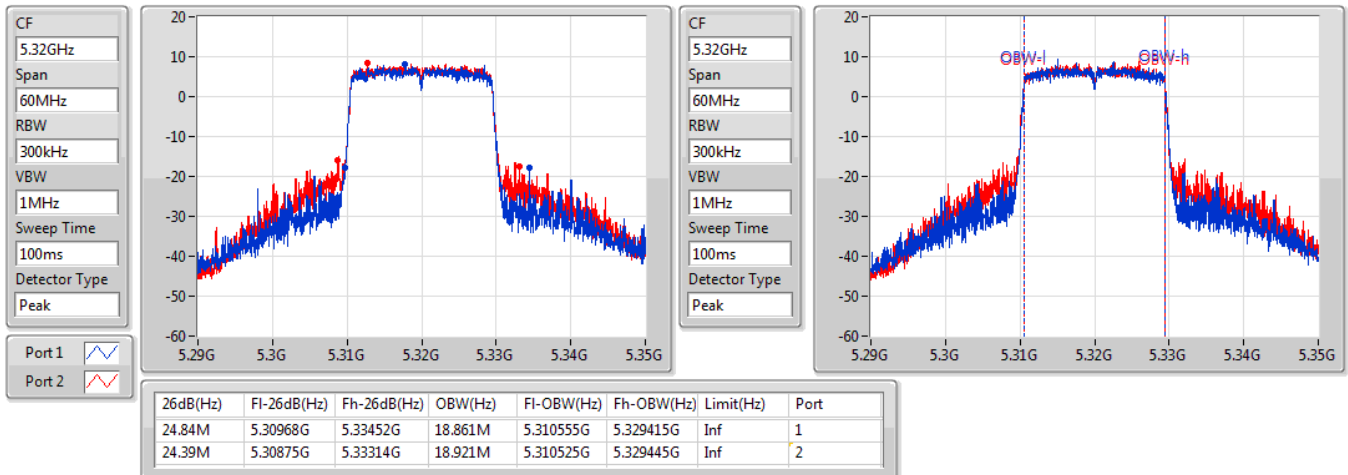 CF
5.32GHz
Span
60MHz
RBW
300kHz
VBW
1MHz
Sweep Time
100ms
Detector Type
Peak
Port 1
Port 2
20
10
0
-10
-20
-30
-40
-50
-60
5.29G 5.3G 5.31G 5.32G 5.33G 5.34G 5.35G
CF
5.32GHz
Span
60MHz
RBW
300kHz
VBW
1MHz
Sweep Time
100ms
Detector Type
Peak
20
10
0
-10
-20
-30
-40
-50
-60
OBW-l OBW-h
5.29G 5.3G 5.31G 5.32G 5.33G 5.34G 5.35G
26dB(Hz) Fl-26dB(Hz) Fh-26dB(Hz) OBW(Hz) Fl-OBW(Hz) Fh-OBW(Hz) Limit(Hz) Port
24.84M 5.30968G 5.33452G 18.861M 5.310555G 5.329415G Inf 1
24.39M 5.30875G 5.33314G 18.921M 5.310525G 5.329445G Inf 2